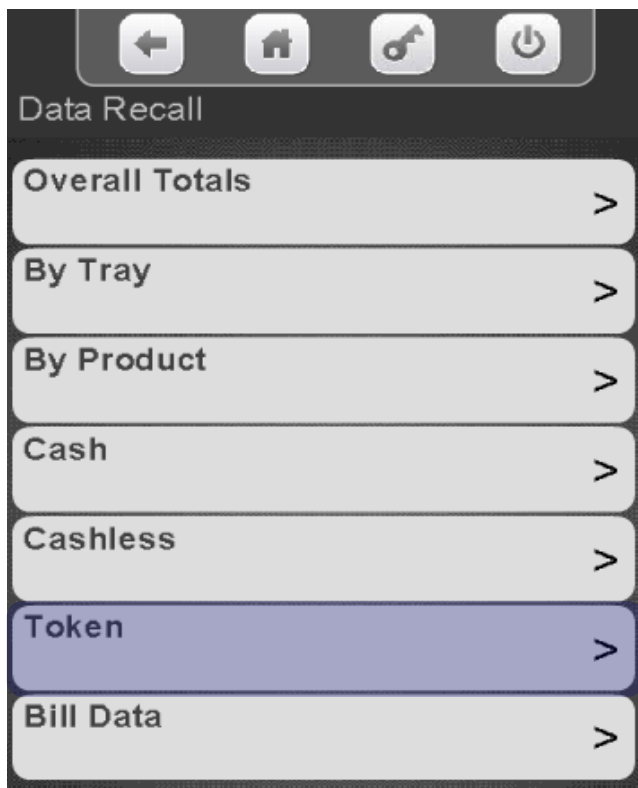 Data Recall
Overall Totals
>
By Tray
>
By Product
>
Cash
>
Cashless
>
Token
>
Bill Data
>